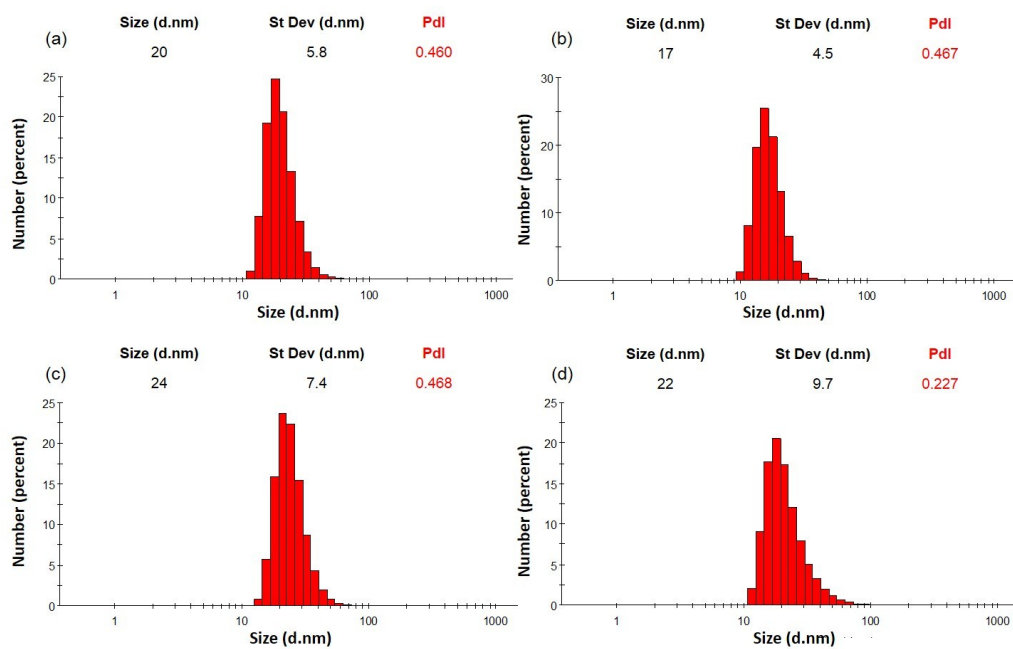 (a) Size (d.nm) St Dev (d.nm) PdI
20 5.8 0.460
25
20
15
10
5
0
Number (percent)
1 10 100 1000
Size (d.nm)
(b) Size (d.nm) St Dev (d.nm) PdI
17 4.5 0.467
30
20
10
0
Number (percent)
1 10 100 1000
Size (d.nm)
(c) Size (d.nm) St Dev (d.nm) PdI
24 7.4 0.468
25
20
15
10
5
0
Number (percent)
1 10 100 1000
Size (d.nm)
(d) Size (d.nm) St Dev (d.nm) PdI
22 9.7 0.227
25
20
15
10
5
0
Number (percent)
1 10 100 1000
Size (d.nm)